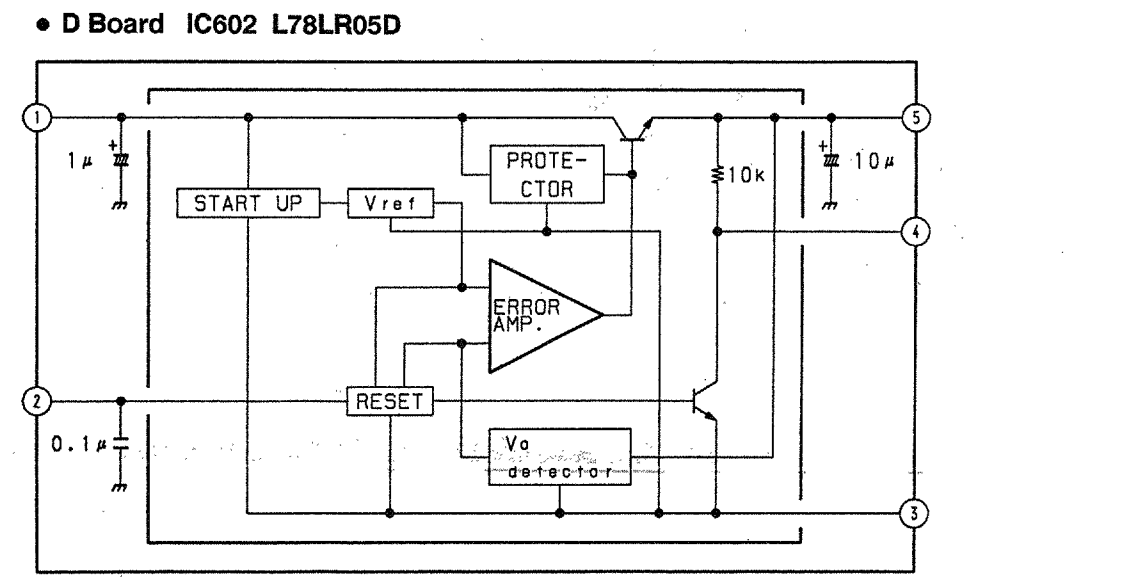 ● D Board IC602 L78LR05D
1
5
+
1μ
PROTE-
CTOR
10k
+
10μ
START UP
Vref
4
ERROR
AMP.
2
RESET
0.1μ
Vo
detector
3